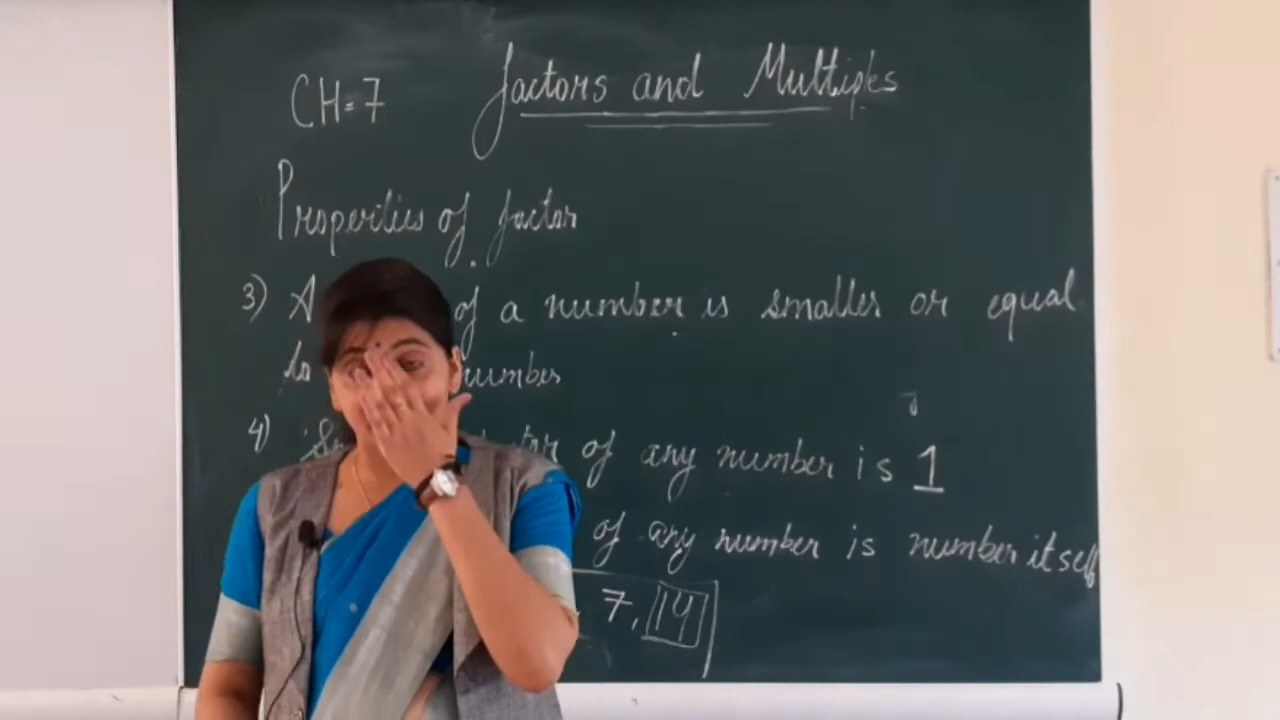 CH=7 Factors and Multiples
Properties of factor
3) A of a number is smaller or equal
to number
4) of any number is 1
of any number is number itself
7, 14